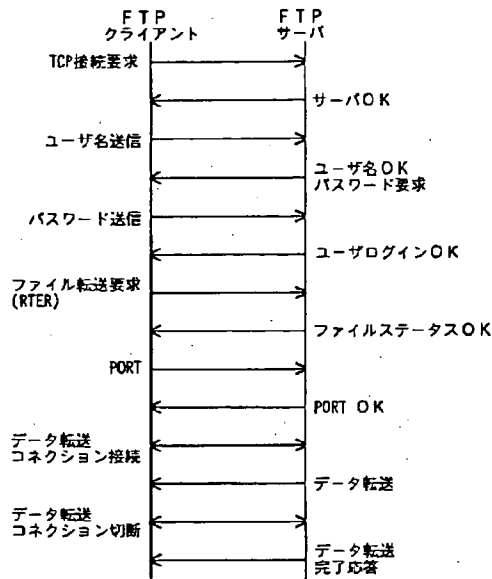 FTP
クライアント
FTP
サーバ
TCP接続要求
サーバOK
ユーザ名送信
ユーザ名OK
パスワード要求
パスワード送信
ユーザログインOK
ファイル転送要求
(RTER)
ファイルステータスOK
PORT
PORT OK
データ転送
コネクション接続
データ転送
データ転送
コネクション切断
データ転送
完了応答